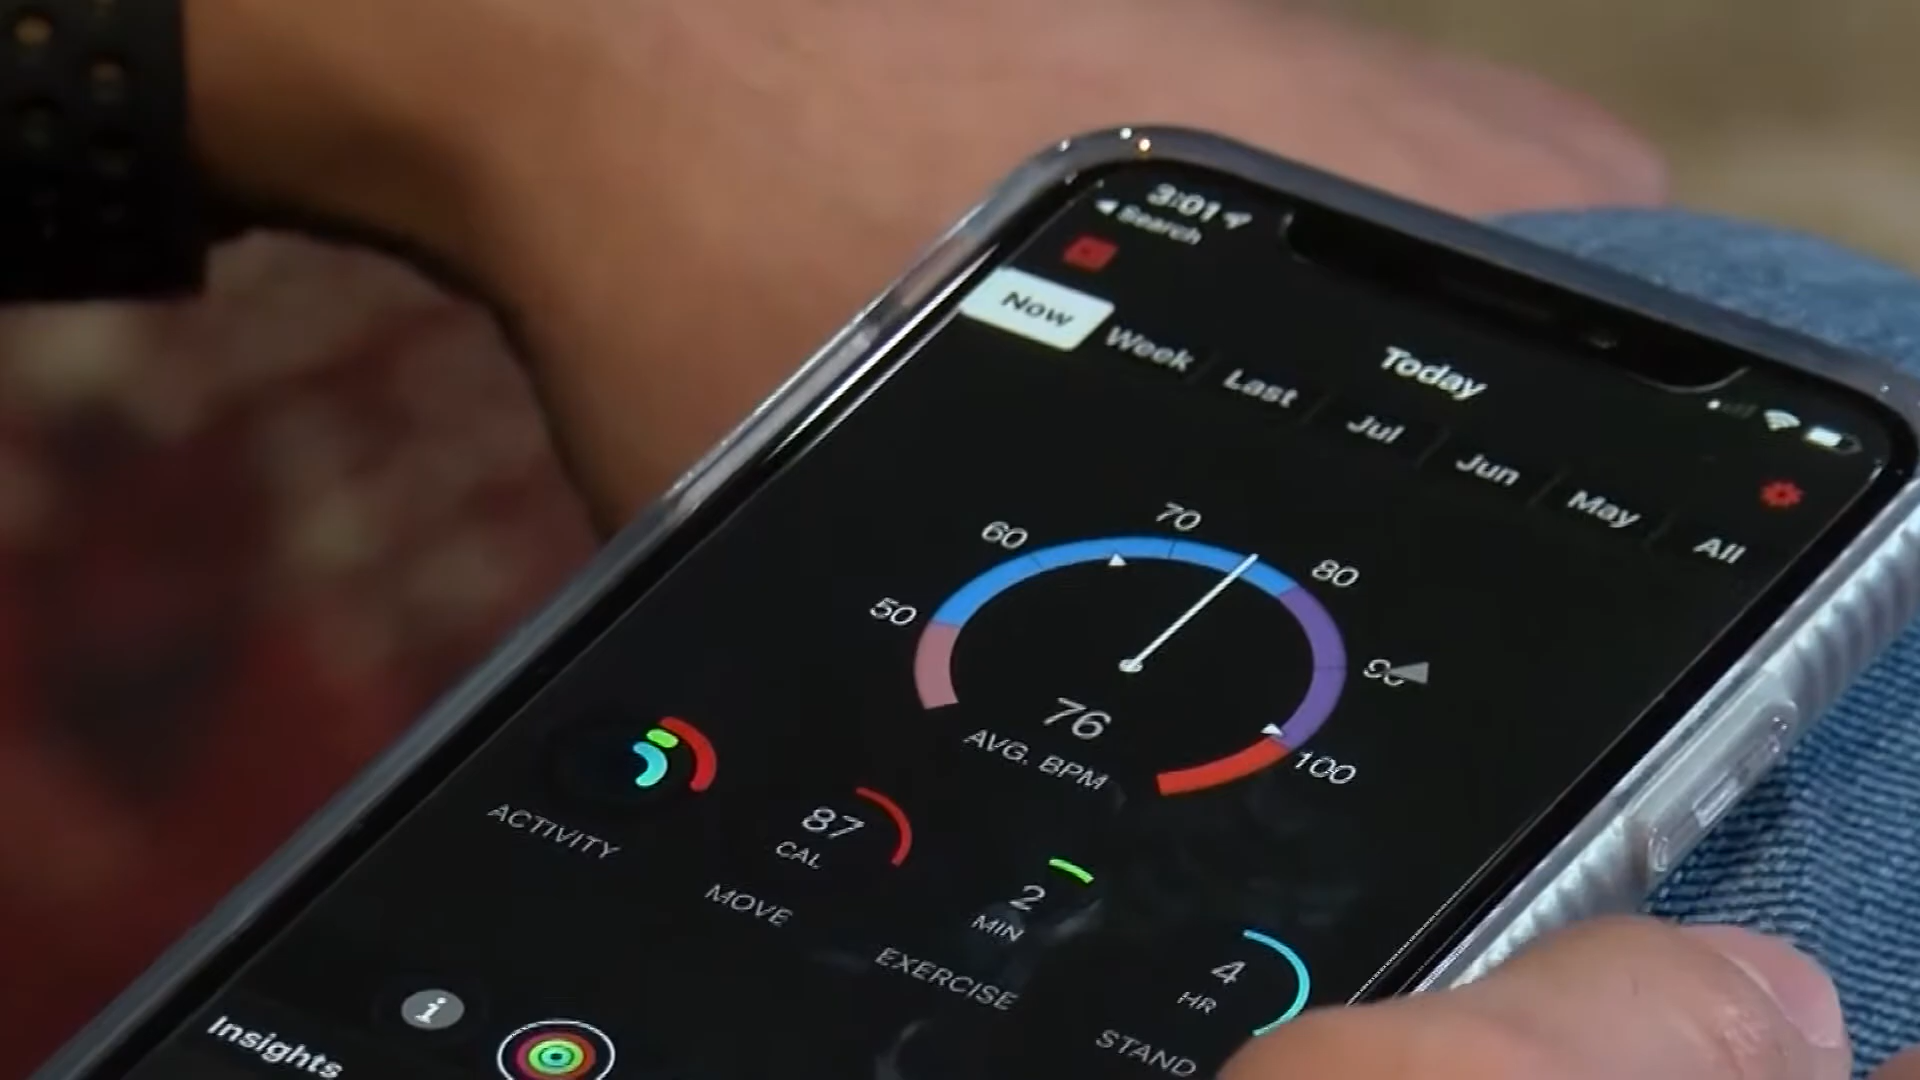 3:01
Search
Today
Now Week Last Jul Jun May All
50 60 70 80 100
76
AVG. BPM
ACTIVITY
87
CAL
MOVE
2
MIN
EXERCISE
4
HR
STAND
i
Insights